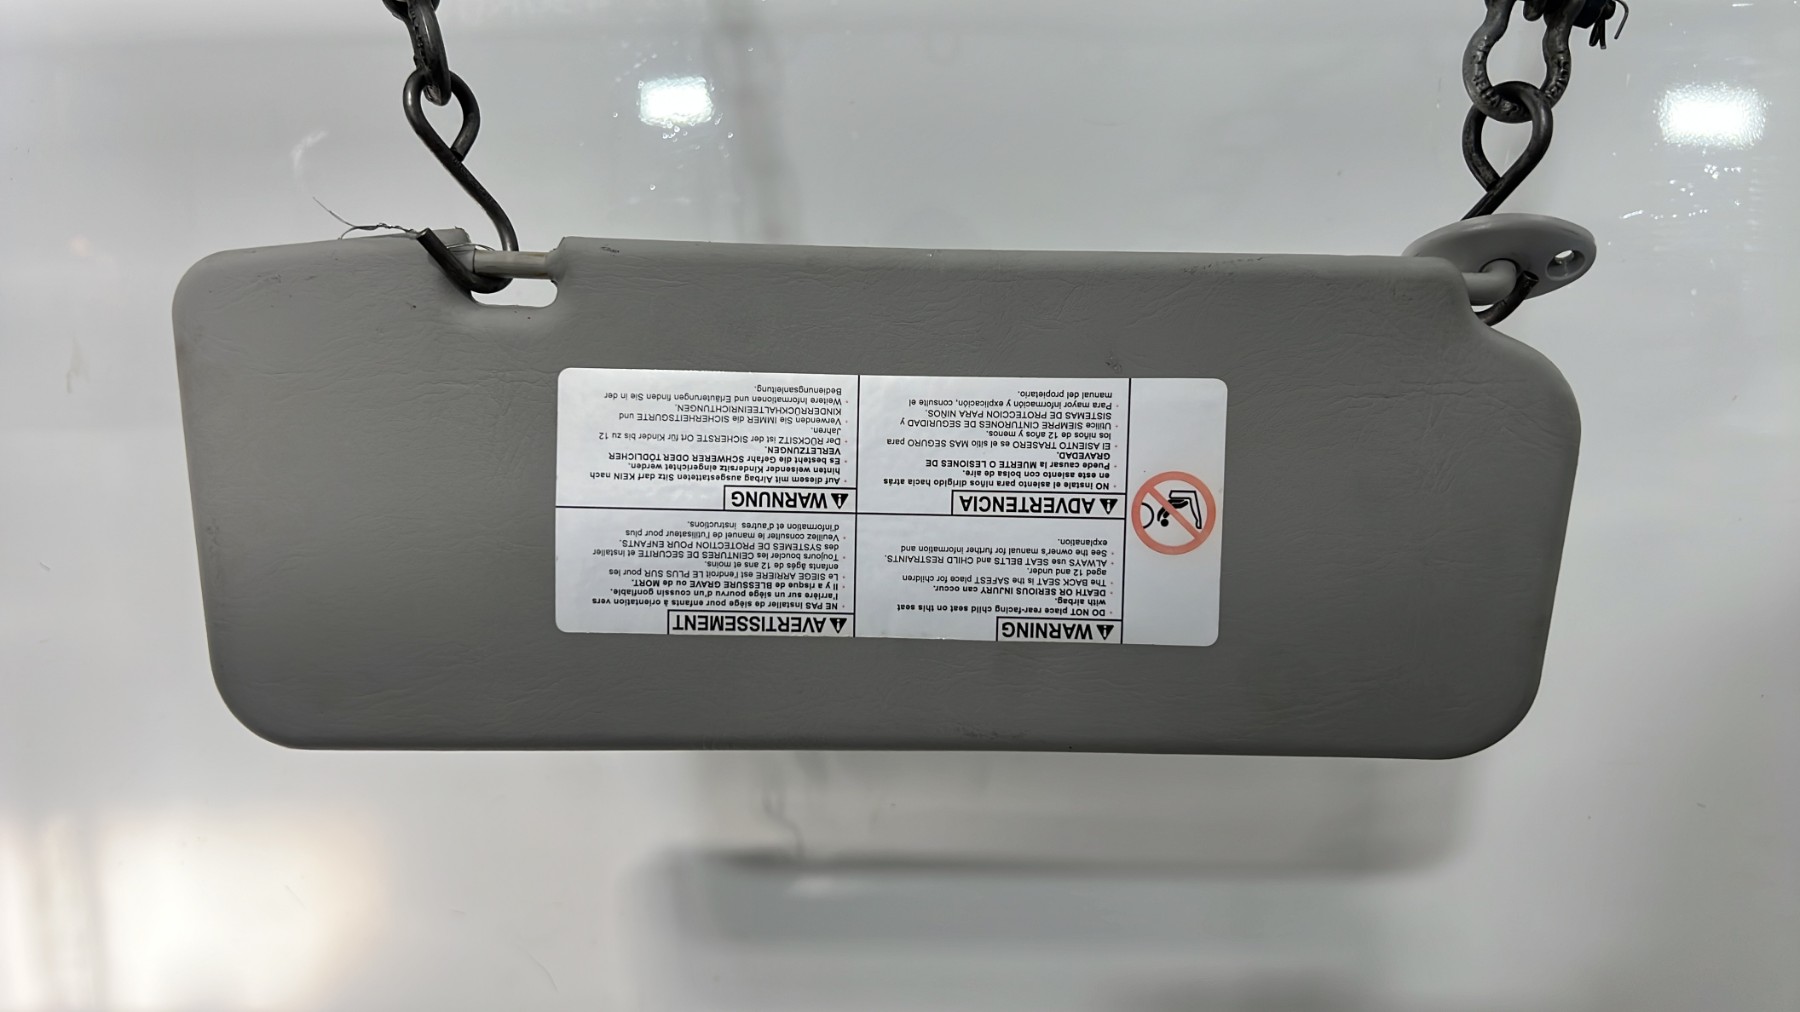 ⚠ WARNING
• DO NOT place rear-facing child seat on this seat
with airbag.
• DEATH OR SERIOUS INJURY can occur.
• The BACK SEAT is the SAFEST place for children
aged 12 and under.
• ALWAYS use SEAT BELTS and CHILD RESTRAINTS.
• See the owner's manual for further information and
explanation.
⚠ AVERTISSEMENT
• NE PAS installer de siége pour enfants à orientation vers
l'arriére sur un siége pourvu d'un coussin gonflable.
• Il y a risque de BLESSURE GRAVE ou de MORT.
• Le SIEGE ARRIERE est l'endroit LE PLUS SUR pour les
enfants âgés de 12 ans et moins.
• Toujours boucler les CEINTURES DE SECURITE et installer
des SYSTEMES DE PROTECTION POUR ENFANTS.
• Veuillez consulter le manuel de l'utilisateur pour plus
d'information et d'autres instructions.
⚠ ADVERTENCIA
• NO instale el asiento para niños dirigido hacia atrás
en este asiento con bolsa de aire.
• Puede causar la MUERTE O LESIONES DE
GRAVEDAD.
• El ASIENTO TRASERO es el sitio MAS SEGURO para
los niños de 12 años y menos.
• Utilice SIEMPRE CINTURONES DE SEGURIDAD y
SISTEMAS DE PROTECCION PARA NIÑOS.
• Para mayor información y explicación, consulte el
manual del propietario.
⚠ WARNUNG
• Auf diesem mit Airbag ausgestatteten Sitz darf KEIN nach
hinten weisender Kindersitz eingerichtet werden.
• Es besteht die Gefahr SCHWERER ODER TÖDLICHER
VERLETZUNGEN.
• Der RÜCKSITZ ist der SICHERSTE Ort für Kinder bis zu 12
Jahren.
• Verwenden Sie IMMER die SICHERHEITSGURTE und
KINDERRÜCKHALTEEINRICHTUNGEN.
• Weitere Informationen und Erläuterungen finden Sie in der
Bedienungsanleitung.